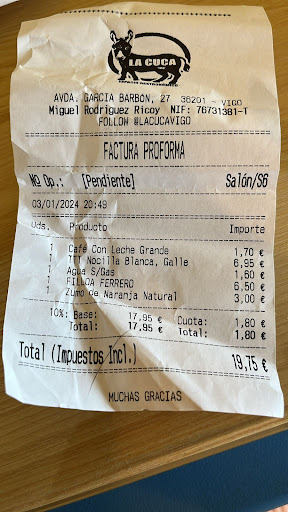 LA CUCA
ESPACIO GASTRONÓMICO
AVDA. GARCIA BARBON, 27 36201 - VIGO
Miguel Rodriguez Ricoy NIF: 76731381-T
FOLLOW @LACUCAVIGO
FACTURA PROFORMA
Nº Op.: [Pendiente] Salón/S6
03/01/2024 20:49
Uds. Producto Importe
1 Café Con Leche Grande 1,70 €
1 Nocilla Blanca, Galle 6,95 €
1 Agua S/Gas 1,60 €
1 FILLOA FERRERO 6,50 €
1 Zumo de Naranja Natural 3,00 €
10%: Base: 17,95 € Cuota: 1,80 €
Total: 17,95 € Total: 1,80 €
Total (Impuestos Incl.) 19,75 €
MUCHAS GRACIAS